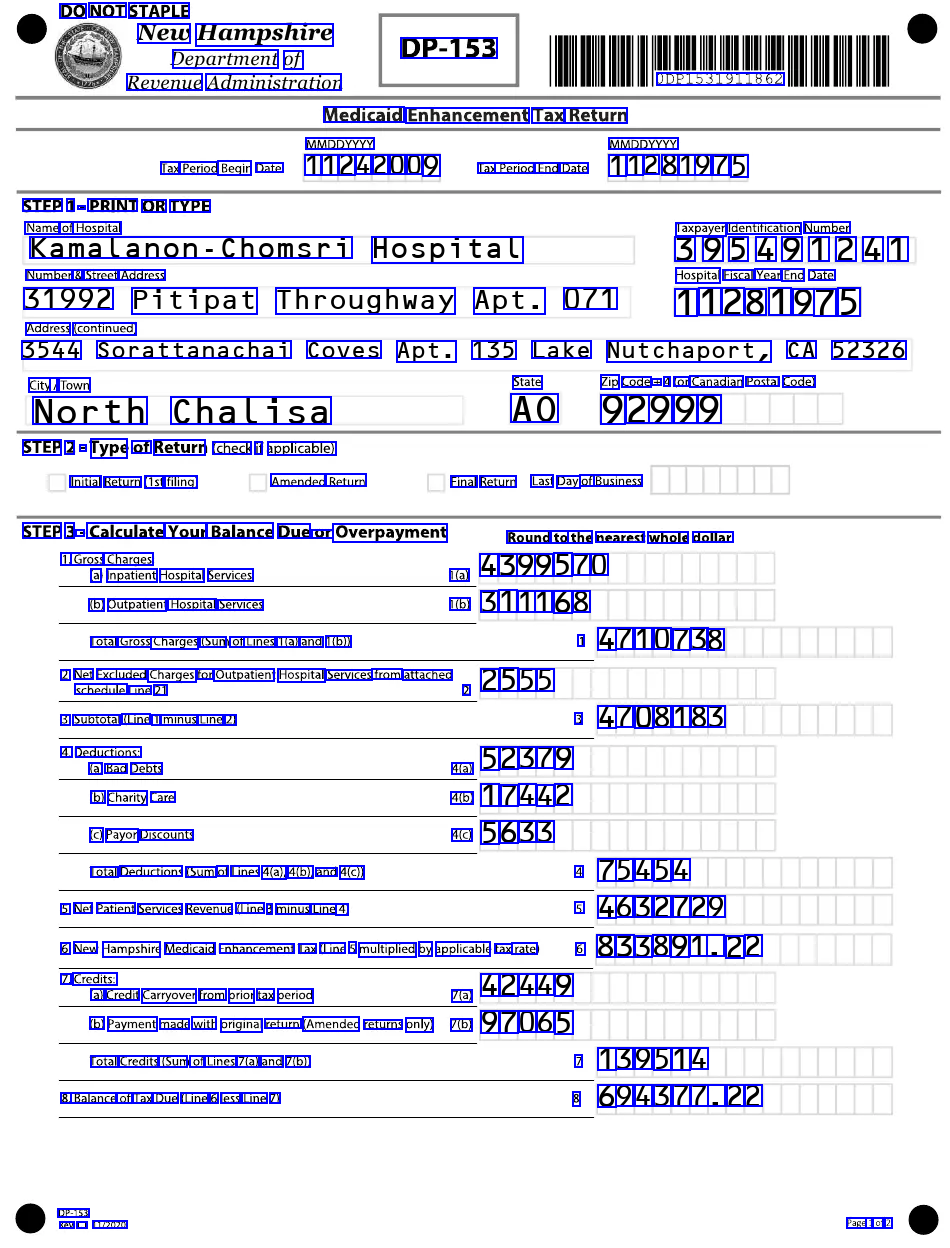 DO NOT STAPLE
New Hampshire
Department of
Revenue Administration
DP-153
0DP1531911862
Medicaid Enhancement Tax Return
MMDDYYYY MMDDYYYY
Tax Period Begin Date 11242009 Tax Period End Date 11281975
STEP 1 - PRINT OR TYPE
Name of Hospital Taxpayer Identification Number
Kamalanon-Chomsri Hospital 395491241
Number & Street Address Hospital Fiscal Year End Date
31992 Pitipat Throughway Apt. 071 11281975
Address (continued)
3544 Sorattanachai Coves Apt. 135 Lake Nutchaport, CA 52326
City / Town State Zip Code + 4 (or Canadian Postal Code)
North Chalisa AO 92999
STEP 2 - Type of Return (check if applicable)
Initial Return (1st filing Amended Return Final Return Last Day of Business
STEP 3 - Calculate Your Balance Due or Overpayment Round to the nearest whole dollar
1 Gross Charges
a) Inpatient Hospital Services 1(a) 4399570
(b) Outpatient Hospital Services 1(b) 311168
Total Gross Charges (Sum of Lines 1(a) and 1(b)) 1 4710738
2 Net Excluded Charges for Outpatient Hospital Services from attached
schedule Line 21 2 2555
3 Subtotal (Line 1 minus Line 2) 3 4708183
4 Deductions:
(a) Bad Debts 4(a) 52379
b) Charity Care 4(b) 17442
(c) Payor Discounts 4(c) 5633
Total Deductions (Sum of Lines 4(a), 4(b), and 4(c)) 4 75454
5 Net Patient Services Revenue (Line 3 minus Line 4) 5 4632729
6 New Hampshire Medicaid Enhancement Tax (Line 5 multiplied by applicable tax rate) 6 833891.22
7 Credits:
a) Credit Carryover from prior tax period 7(a) 42449
(b) Payment made with original return (Amended returns only) 7(b) 97065
Total Credits (Sum of Lines 7(a) and 7(b)) 7 139514
8 Balance of Tax Due (Line 6 less Line 7) 8 694377.22
DP-153
Page 1 of 2